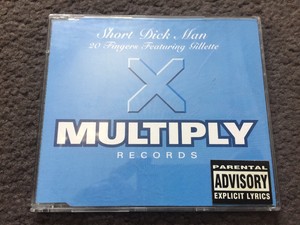 Short Dick Man
20 Fingers Featuring Gillette
X
MULTIPLY
RECORDS
PARENTAL
ADVISORY
EXPLICIT LYRICS